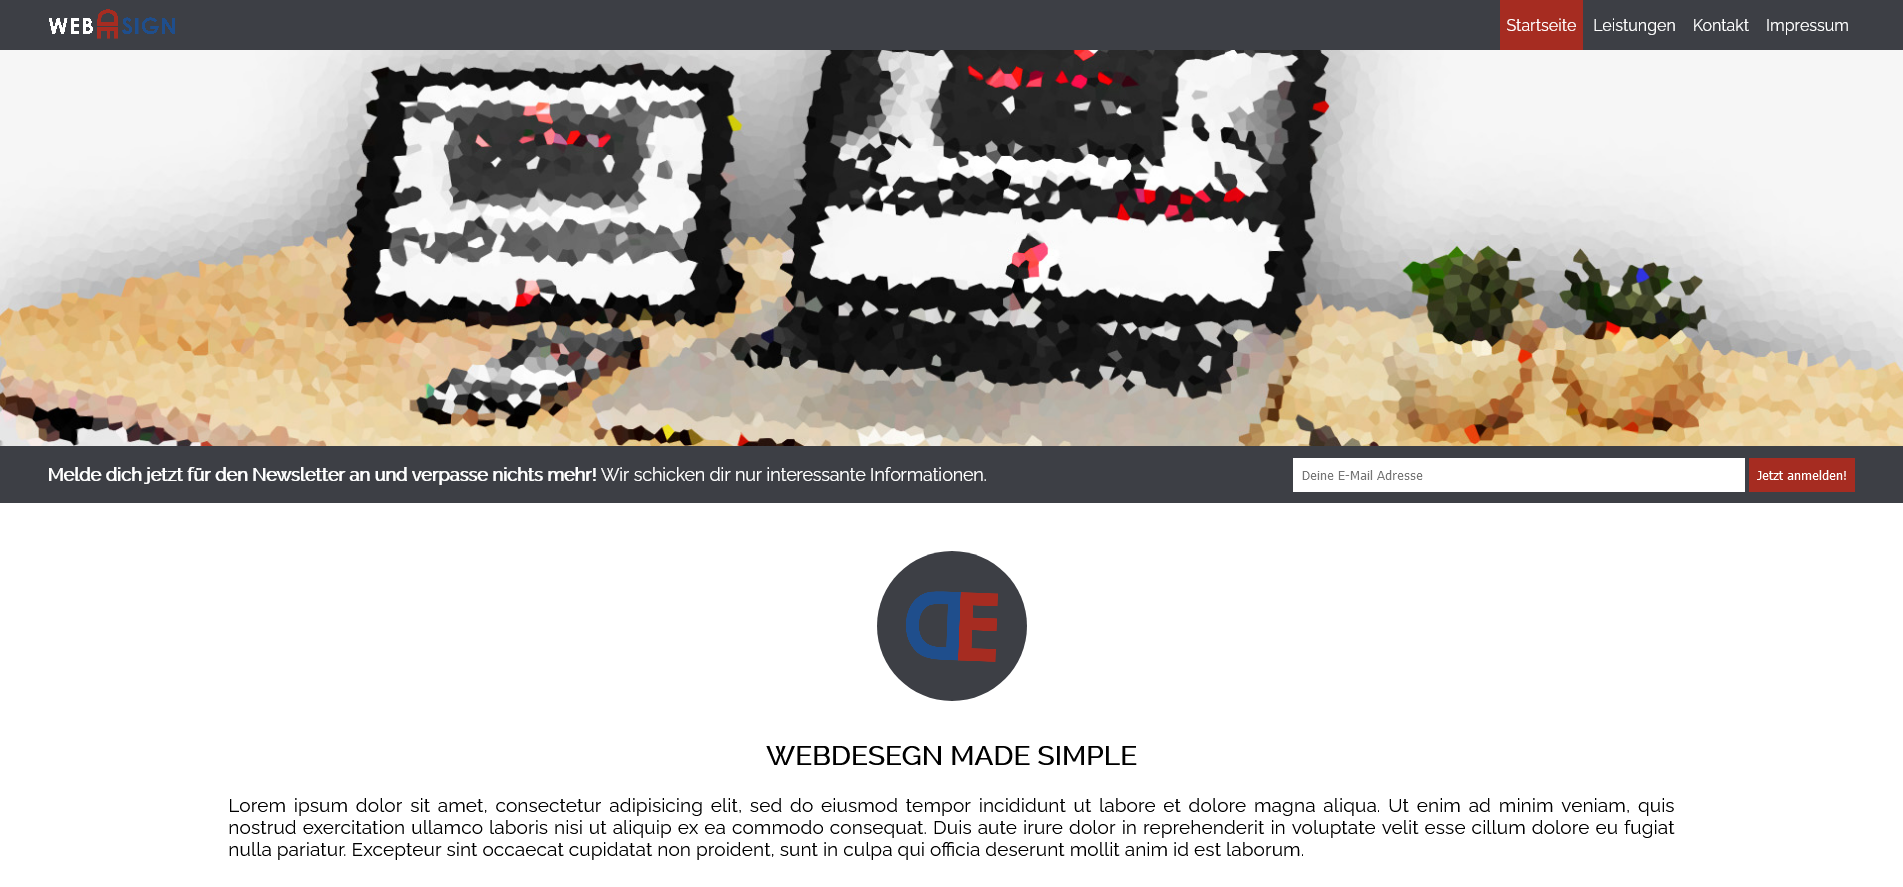 WEBDESIGN
Startseite Leistungen Kontakt Impressum
Melde dich jetzt für den Newsletter an und verpasse nichts mehr! Wir schicken dir nur interessante Informationen.
Deine E-Mail Adresse
Jetzt anmelden!
DE
WEBDESEGN MADE SIMPLE
Lorem ipsum dolor sit amet, consectetur adipisicing elit, sed do eiusmod tempor incididunt ut labore et dolore magna aliqua. Ut enim ad minim veniam, quis
nostrud exercitation ullamco laboris nisi ut aliquip ex ea commodo consequat. Duis aute irure dolor in reprehenderit in voluptate velit esse cillum dolore eu fugiat
nulla pariatur. Excepteur sint occaecat cupidatat non proident, sunt in culpa qui officia deserunt mollit anim id est laborum.